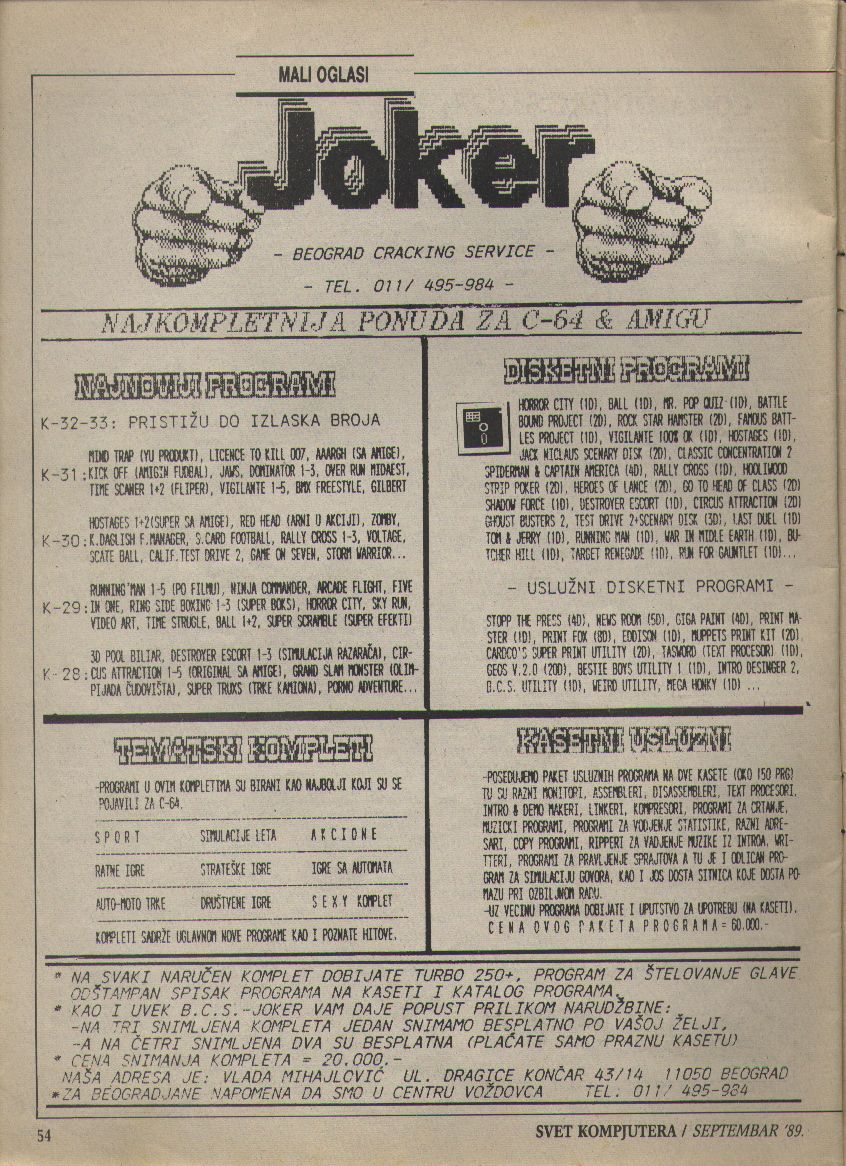 MALI OGLASI
Joker
- BEOGRAD CRACKING SERVICE -
- TEL. 011/ 495-984 -
NAJKOMPLETNIJA PONUDA ZA C-64 & AMIGU
NAJNOVIJI PROGRAMI
K-32-33: PRISTIŽU DO IZLASKA BROJA
MIND TRAP (YU PRODUKT), LICENCE TO KILL 007, AAARGH (SA AMIGE),
K-31:KICK OFF (AMIGIN FUDBAL), JAWS, DOMINATOR 1-3, OVER RUN MIDAEST,
TIME SCANER 1+2 (FLIPER), VIGILANTE 1-5, BMX FREESTYLE, GILBERT
HOSTAGES 1+2(SUPER SA AMIGE), RED HEAD (ARNI U AKCIJI), ZOMBY,
K-30:K.DAGLISH F.MANAGER, S.CARD FOOTBALL, RALLY CROSS 1-3, VOLTAGE,
SCATE BALL, CALIF.TEST DRIVE 2, GAME ON SEVEN, STORM WARRIOR...
RUNNING MAN 1-5 (PO FILMU), NINJA COMMANDER, ARCADE FLIGHT, FIVE
K-29:IN ONE, RING SIDE BOXING 1-3 (SUPER BOKS), HORROR CITY, SKY RUN,
VIDEO ART, TIME STRUGLE, BALL 1+2, SUPER SCRAMBLE (SUPER EFEKTI)
3D POOL BILIAR, DESTROYER ESCORT 1-3 (SIMULACIJA RAZARAČA), CIR-
K-28:CUS ATTRACTION 1-5 (ORIGINAL SA AMIGE), GRAND SLAM MONSTER (OLIM-
PIJADA ČUDOVIŠTA), SUPER TRUXS (TRKE KAMIONA), PORNO ADVENTURE...
DISKETNI PROGRAMI
HORROR CITY (1D), BALL (1D), MR. POP QUIZ (1D), BATTLE
BOUND PROJECT (2D), ROCK STAR HAMSTER (2D), FAMOUS BATT-
LES PROJECT (1D), VIGILANTE 100% OK (1D), HOSTAGES (1D),
JACK NICLAUS SCENARY DISK (2D), CLASSIC CONCENTRATION 2
SPIDERMAN & CAPTAIN AMERICA (4D), RALLY CROSS (1D), HOOLIWOOD
STRIP POKER (2D), HEROES OF LANCE (2D), GO TO HEAD OF CLASS (2D)
SHADOW FORCE (1D), DESTROYER ESCORT (1D), CIRCUS ATTRACTION (2D)
GHOUST BUSTERS 2, TEST DRIVE 2+SCENARY DISK (3D), LAST DUEL (1D)
TOM & JERRY (1D), RUNNING MAN (1D), WAR IN MIDLE EARTH (1D), BU-
TCHER HILL (1D), TARGET RENEGADE (1D), RUN FOR GAUNTLET (1D)...
- USLUŽNI DISKETNI PROGRAMI -
STOPP THE PRESS (4D), NEWS ROOM (5D), GIGA PAINT (4D), PRINT MA-
STER (1D), PRINT FOX (8D), EDDISON (1D), MUPPETS PRINT KIT (2D),
CARDCO'S SUPER PRINT UTILITY (2D), TASWORD (TEXT PROCESOR) (1D),
GEOS V.2.0 (20D), BESTIE BOYS UTILITY 1 (1D), INTRO DESINGER 2,
B.C.S. UTILITY (1D), WEIRD UTILITY, MEGA HONKY (1D) ...
TEMATSKI KOMPLETI
-PROGRAMI U OVIM KOMPLETIMA SU BIRANI KAO NAJBOLJI KOJI SU SE
POJAVILI ZA C-64.
SPORT SIMULACIJE LETA AKCIONE
RATNE IGRE STRATEŠKE IGRE IGRE SA AUTOMATA
AUTO-MOTO TRKE DRUŠTVENE IGRE SEXY KOMPLET
KOMPLETI SADRŽE UGLAVNOM NOVE PROGRAME KAO I POZNATE HITOVE.
KASETNI USLUZNI
-POSEDUJEMO PAKET USLUZNIH PROGRAMA NA DVE KASETE (OKO 150 PRG)
TU SU RAZNI MONITORI, ASSEMBLERI, DISASSEMBLERI, TEXT PROCESORI,
INTRO & DEMO MAKERI, LINKERI, KOMPRESORI, PROGRAMI ZA CRTANJE,
MUZICKI PROGRAMI, PROGRAMI ZA VODJENJE STATISTIKE, RAZNI ADRE-
SARI, COPY PROGRAMI, RIPPERI ZA VADJENJE MUZIKE IZ INTROA, WRI-
TTERI, PROGRAMI ZA PRAVLJENJE SPRAJTOVA A TU JE I ODLICAN PRO-
GRAM ZA SIMULACIJU GOVORA, KAO I JOS DOSTA SITNICA KOJE DOSTA PO-
MAZU PRI OZBILJNOM RADU.
-UZ VECINU PROGRAMA DOBIJATE I UPUTSTVO ZA UPOTREBU (NA KASETI).
CENA OVOG PAKETA PROGRAMA=60.000.-
* NA SVAKI NARUČEN KOMPLET DOBIJATE TURBO 250+, PROGRAM ZA ŠTELOVANJE GLAVE
ODŠTAMPAN SPISAK PROGRAMA NA KASETI I KATALOG PROGRAMA.
* KAO I UVEK B.C.S.-JOKER VAM DAJE POPUST PRILIKOM NARUDŽBINE:
-NA TRI SNIMLJENA KOMPLETA JEDAN SNIMAMO BESPLATNO PO VAŠOJ ŽELJI,
-A NA ČETRI SNIMLJENA DVA SU BESPLATNA (PLAĆATE SAMO PRAZNU KASETU)
* CENA SNIMANJA KOMPLETA = 20.000.-
NAŠA ADRESA JE: VLADA MIHAJLOVIĆ UL. DRAGICE KONČAR 43/14 11050 BEOGRAD
*ZA BEOGRADJANE NAPOMENA DA SMO U CENTRU VOŽDOVCA TEL. 011/ 495-984
54 SVET KOMPJUTERA / SEPTEMBAR '89.